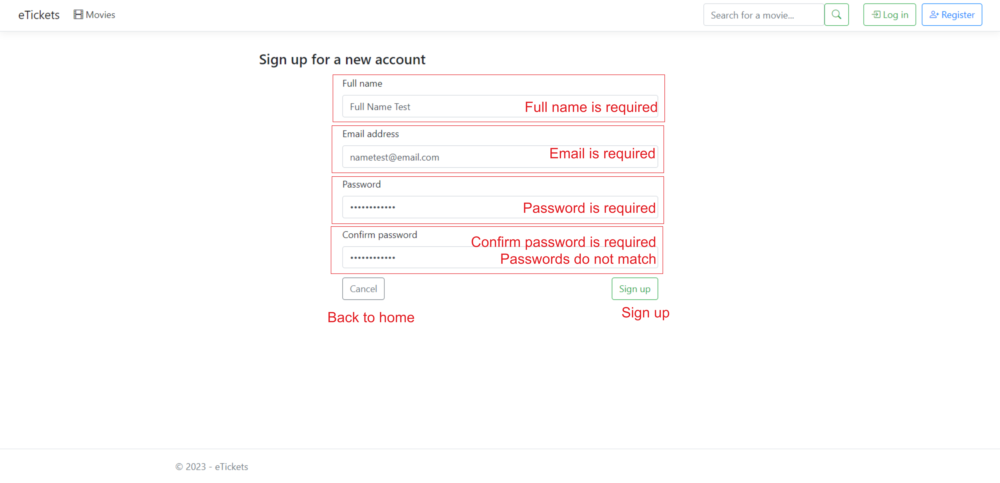 eTickets Movies Search for a movie... Log in Register
Sign up for a new account
Full name
Full Name Test Full name is required
Email address
nametest@email.com Email is required
Password
•••••••••••• Password is required
Confirm password
Confirm password is required
•••••••••••• Passwords do not match
Cancel Sign up
Back to home Sign up
© 2023 - eTickets